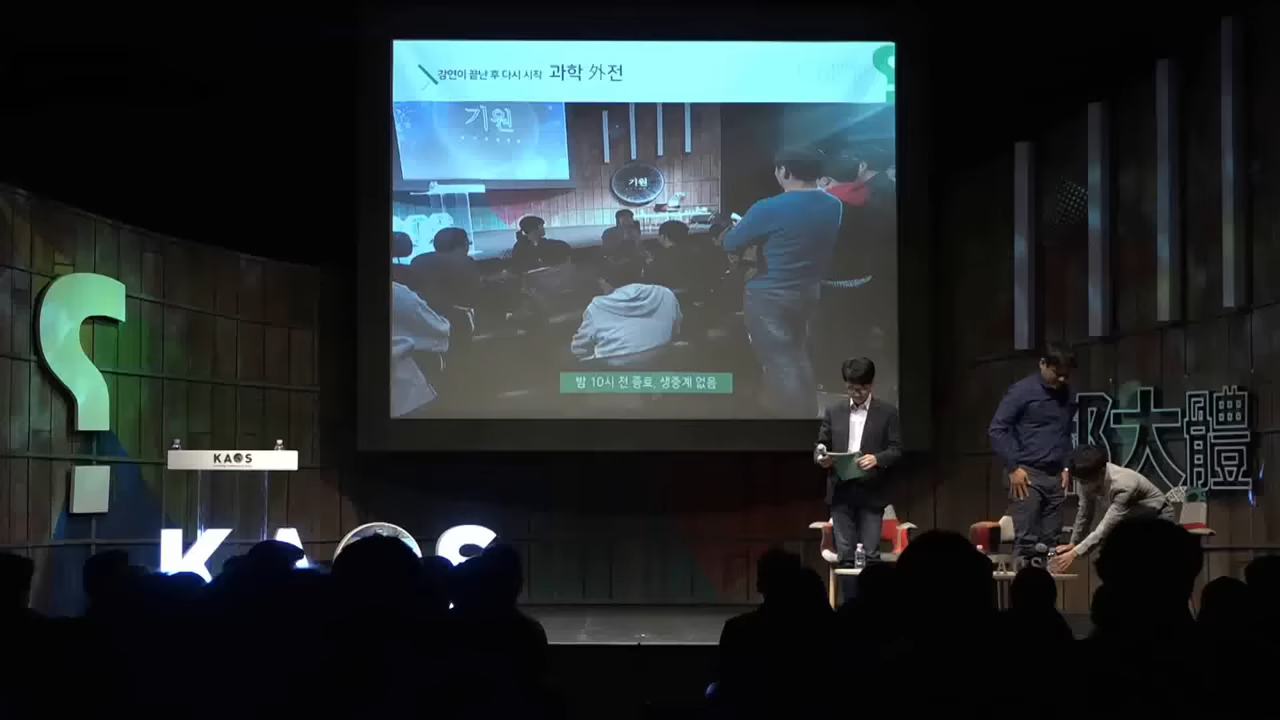 강연이 끝난 후 다시 시작 과학 外전
기원
기원
밤 10시 전 종료, 생중계 없음
KAOS
KAOS
大體